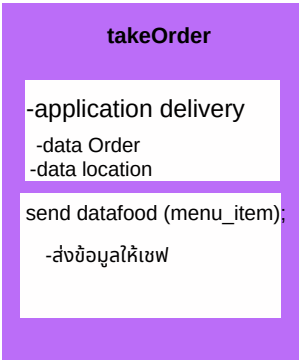 takeOrder
-application delivery
-data Order
-data location
send datafood (menu_item);
-ส่งข้อมูลให้เชฟ